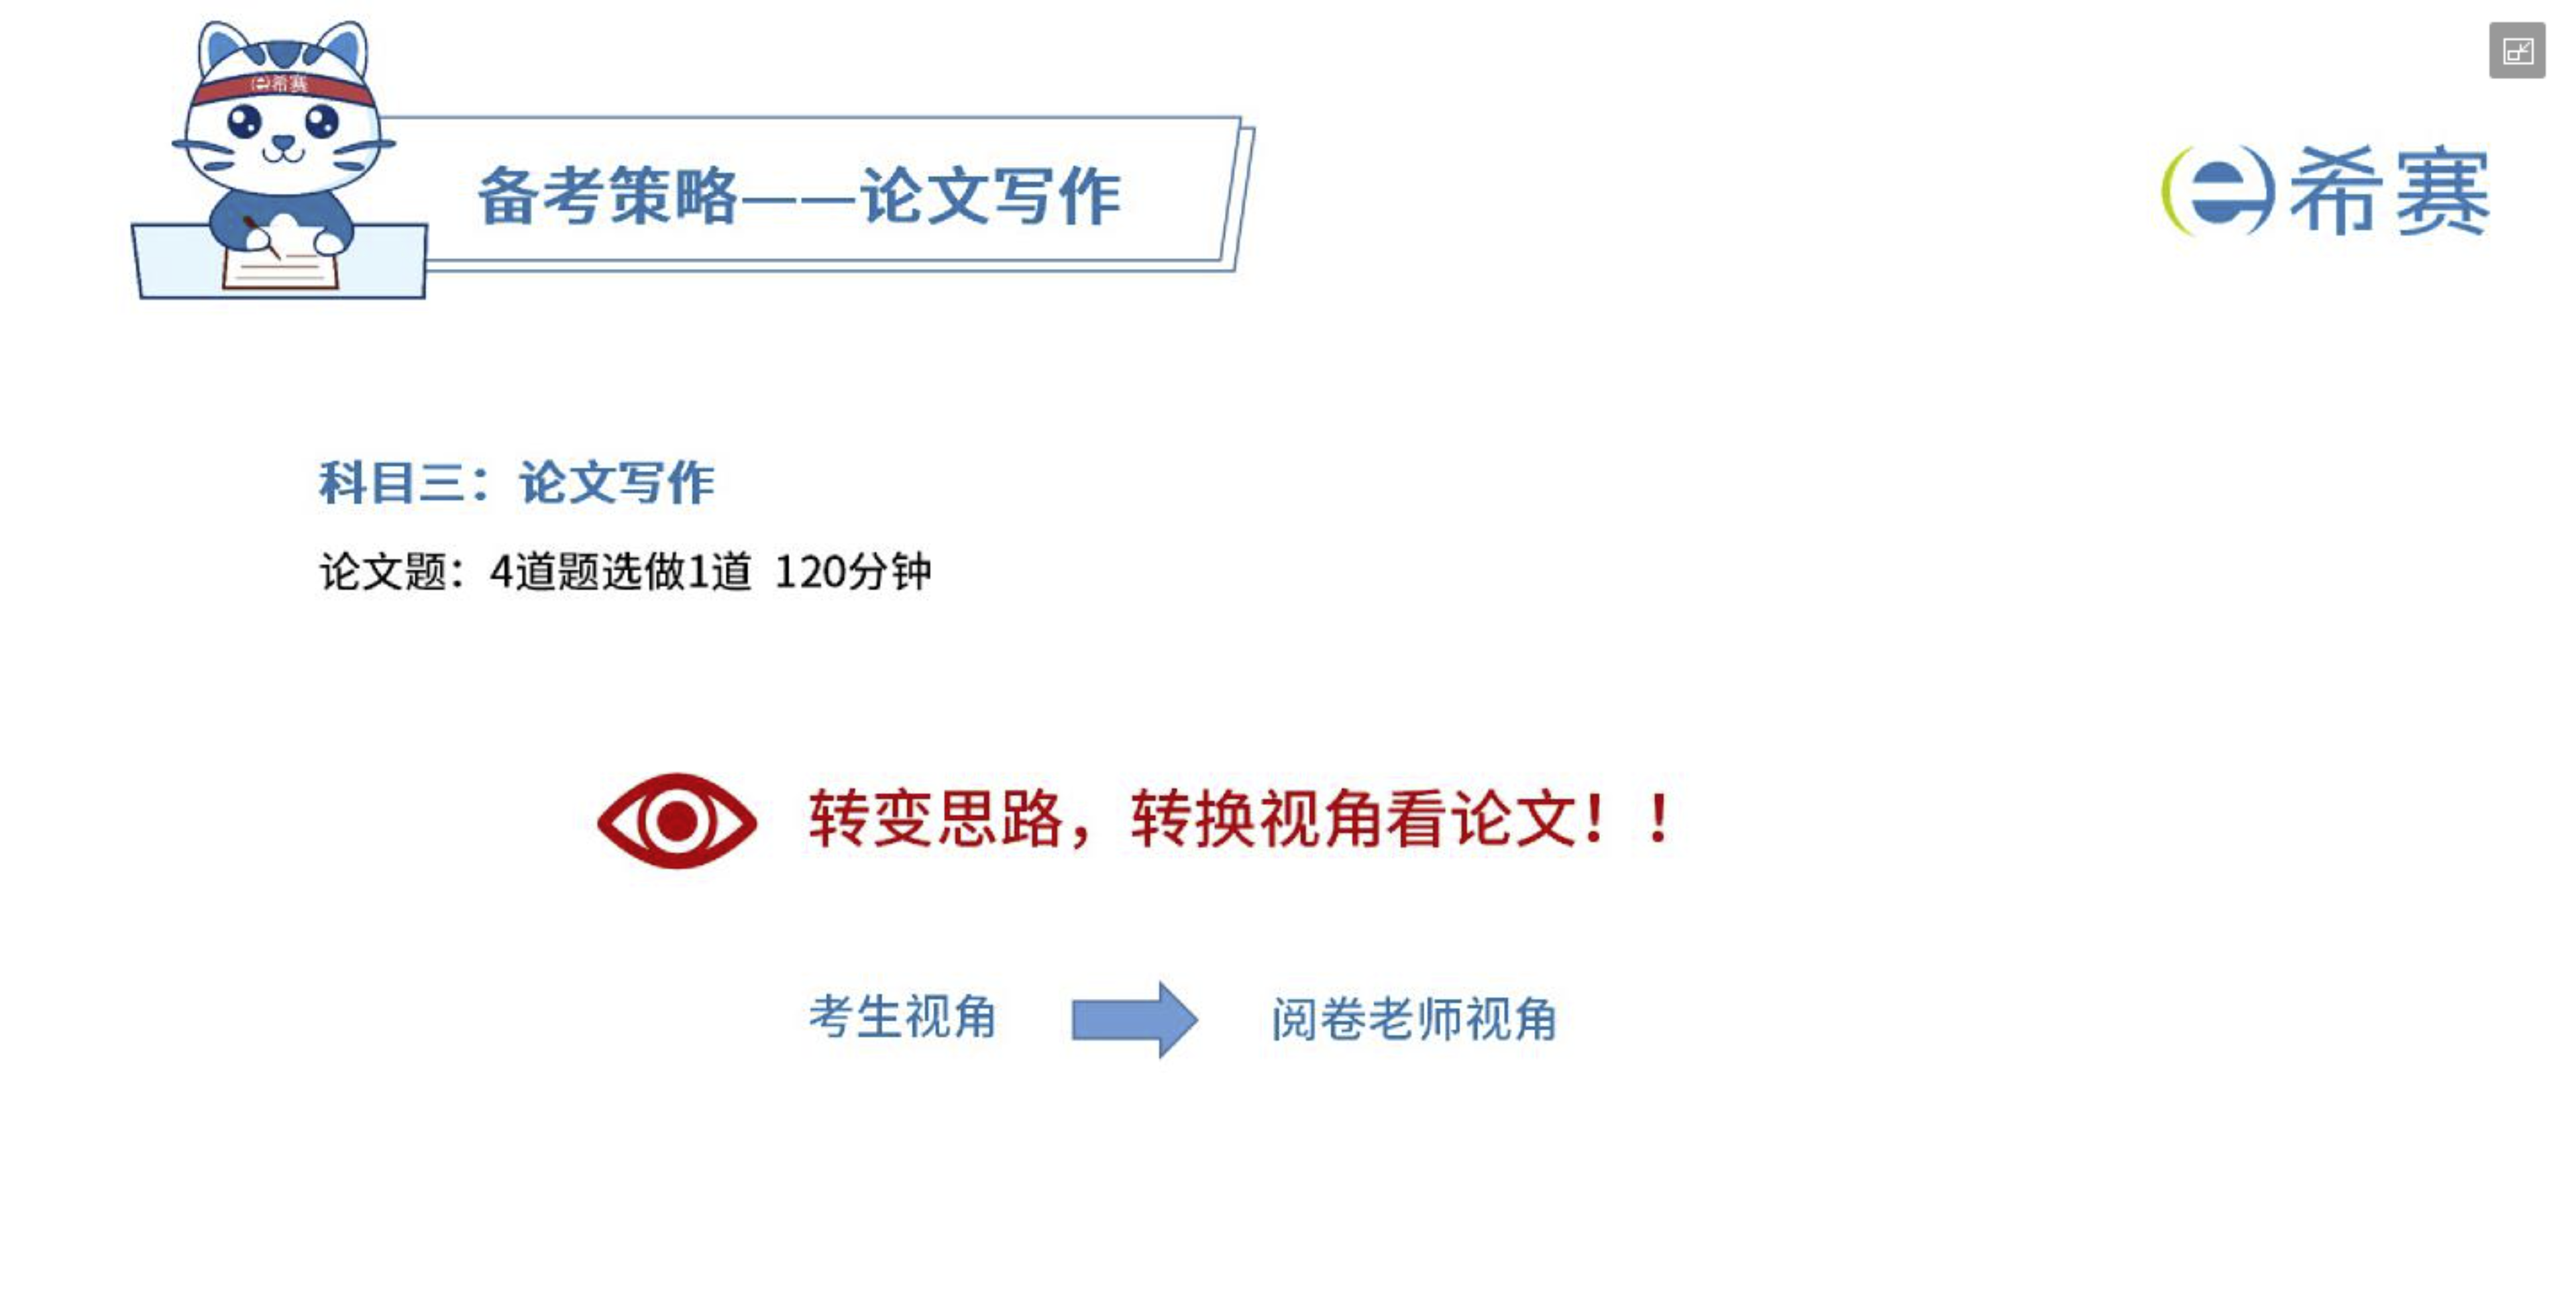 希赛
备考策略——论文写作
希赛
科目三：论文写作
论文题：4道题选做1道 120分钟
转变思路，转换视角看论文！！
考生视角
阅卷老师视角